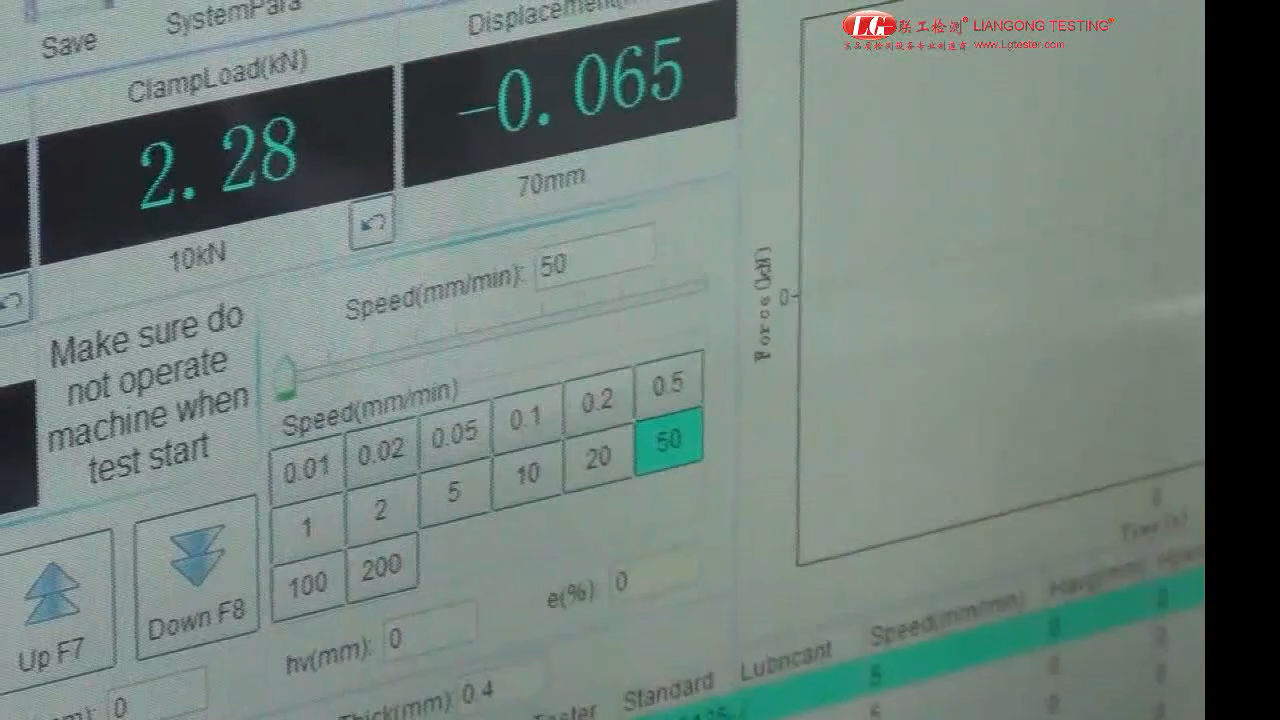 LG 联工检测® LIANGONG TESTING®
www.Lgtester.com
Save
SystemPara
ClampLoad(kN)
2.28
-0.065
10kN
70mm
Speed(mm/min): 50
Make sure do
not operate
machine when
test start
Speed(mm/min)
0.01 0.02 0.05 0.1 0.2 0.5
1 2 5 10 20 50
100 200
Up F7
Down F8
e(%): 0
hv(mm): 0
0
Thick(mm) 0.4
Force(kN)
0
Time(s)
Standard Lubricant Speed(mm/min)
5 0 0